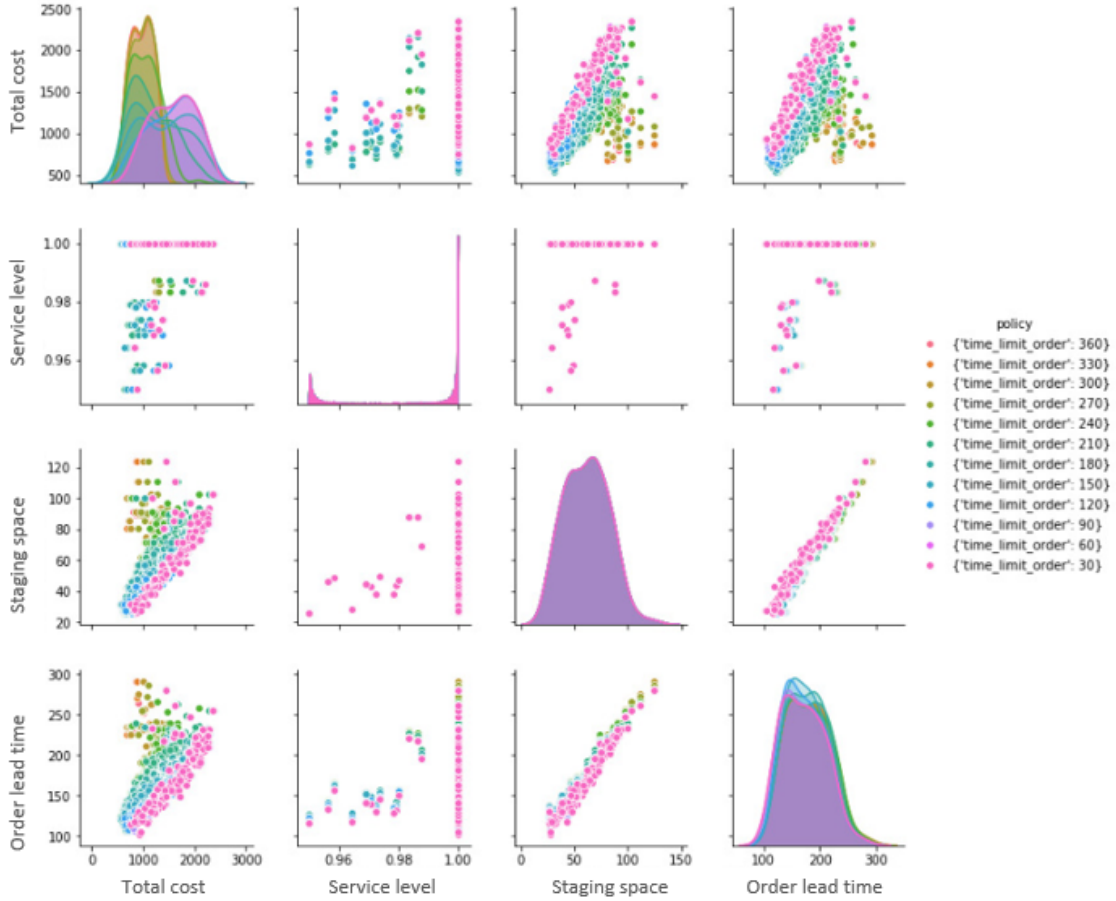 2500
2000
1500
1000
500
Total cost
1.00
0.98
0.96
Service level
120
100
80
60
40
20
Staging space
300
250
200
150
100
Order lead time
0 1000 2000 3000
0.96 0.98 1.00
0 50 100 150
100 200 300
Total cost
Service level
Staging space
Order lead time
policy
{'time_limit_order': 360}
{'time_limit_order': 330}
{'time_limit_order': 300}
{'time_limit_order': 270}
{'time_limit_order': 240}
{'time_limit_order': 210}
{'time_limit_order': 180}
{'time_limit_order': 150}
{'time_limit_order': 120}
{'time_limit_order': 90}
{'time_limit_order': 60}
{'time_limit_order': 30}